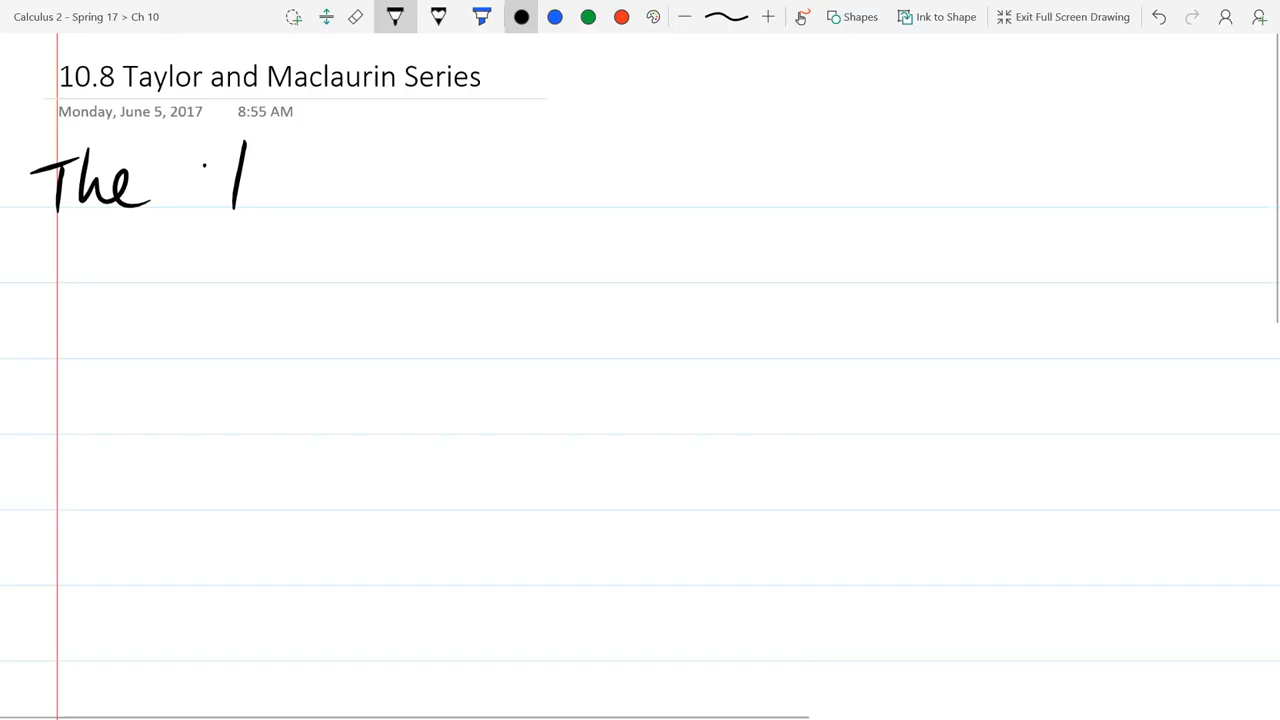 Calculus 2 - Spring 17 > Ch 10
Shapes
Ink to Shape
Exit Full Screen Drawing
10.8 Taylor and Maclaurin Series
Monday, June 5, 2017 8:55 AM
The